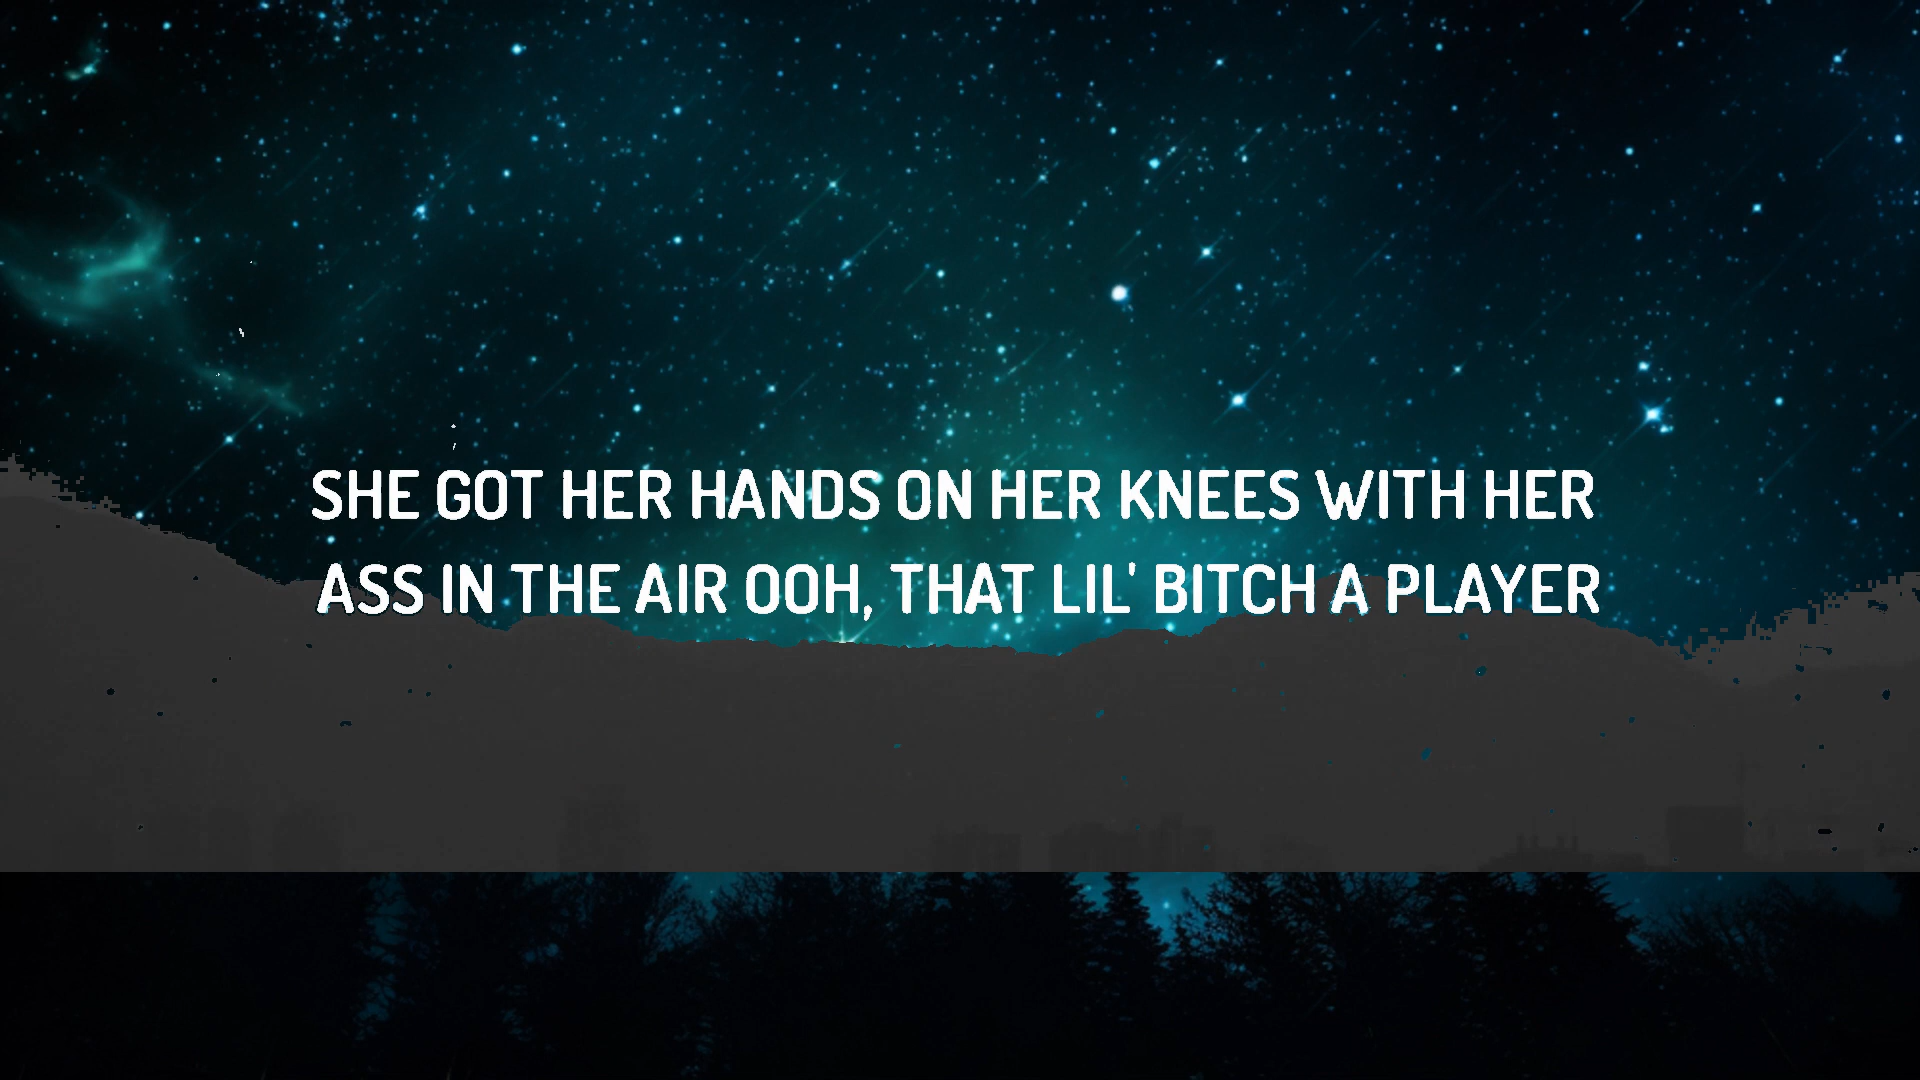 SHE GOT HER HANDS ON HER KNEES WITH HER
ASS IN THE AIR OOH, THAT LIL' BITCH A PLAYER